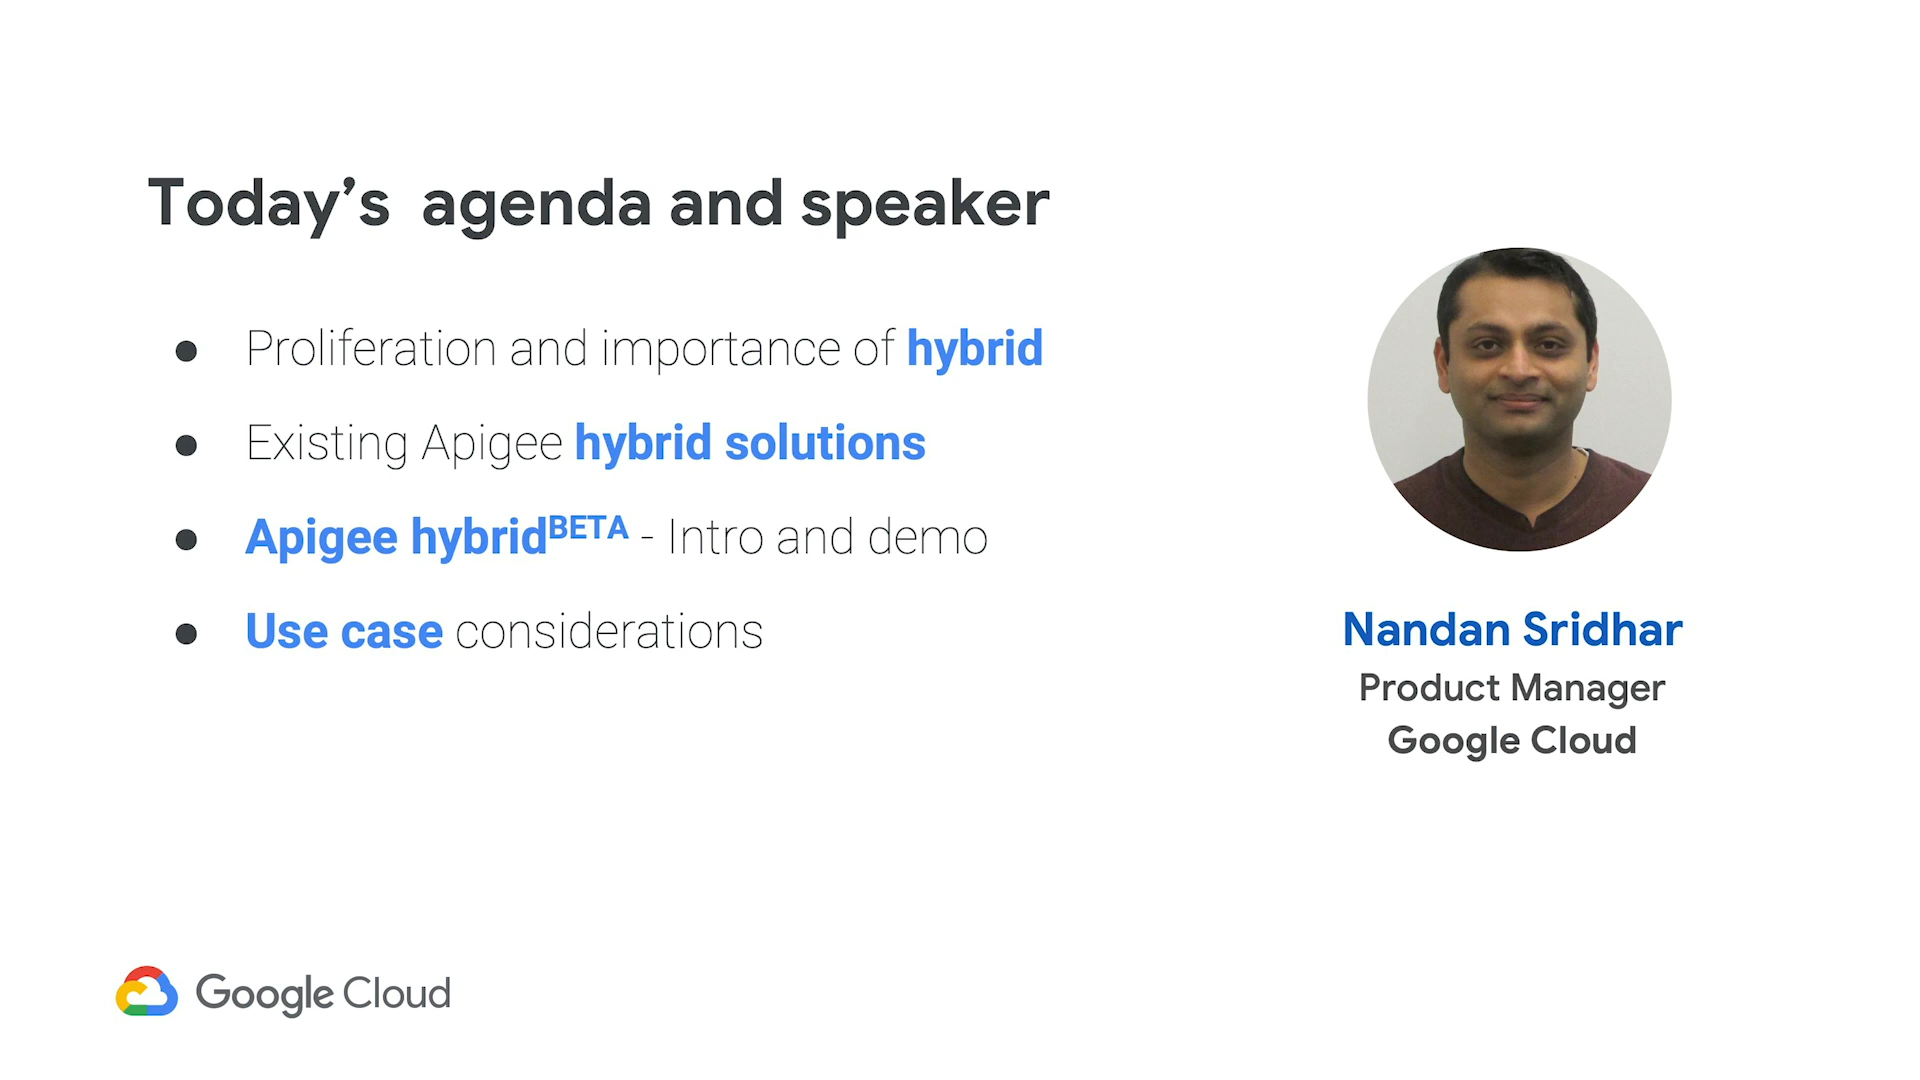 Today’s  agenda and speaker
● Proliferation and importance of hybrid
● Existing Apigee hybrid solutions
● Apigee hybridBETA - Intro and demo
● Use case considerations
Nandan Sridhar
Product Manager
Google Cloud
Google Cloud